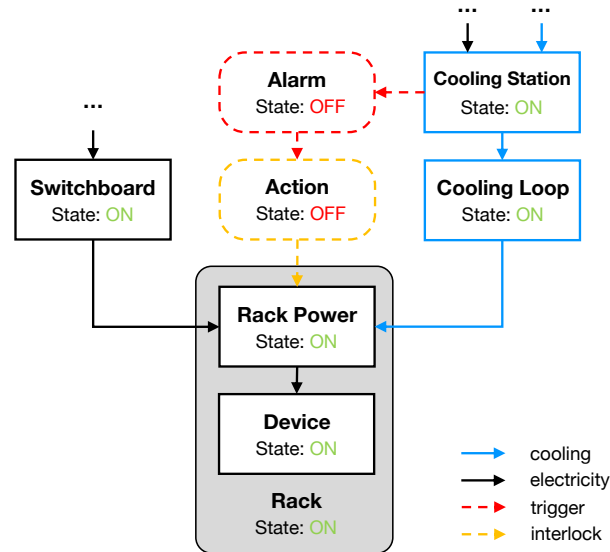 ... ...
Alarm
State: OFF
Cooling Station
State: ON
...
Switchboard
State: ON
Action
State: OFF
Cooling Loop
State: ON
Rack Power
State: ON
Device
State: ON
Rack
State: ON
cooling
electricity
trigger
interlock